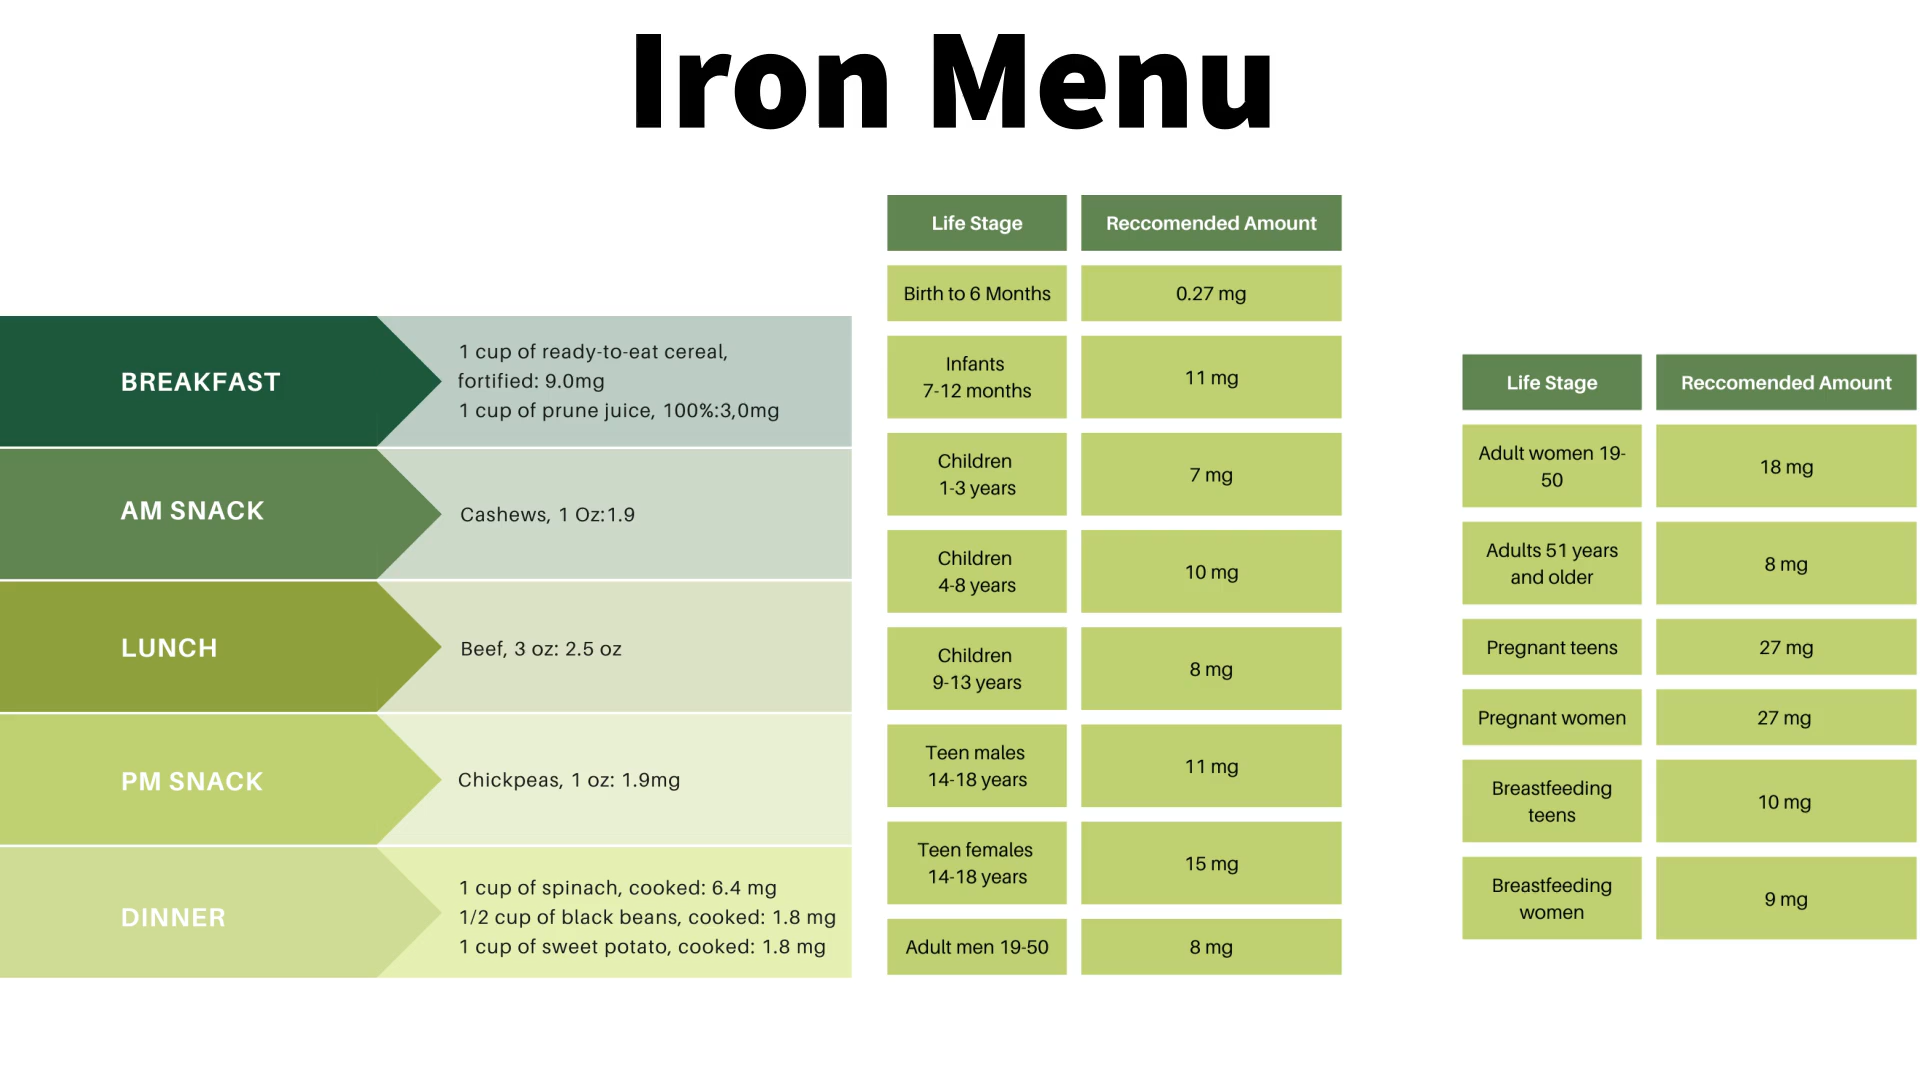 Iron Menu
BREAKFAST
1 cup of ready-to-eat cereal,
fortified: 9.0mg
1 cup of prune juice, 100%:3,0mg
AM SNACK
Cashews, 1 Oz:1.9
LUNCH
Beef, 3 oz: 2.5 oz
PM SNACK
Chickpeas, 1 oz: 1.9mg
DINNER
1 cup of spinach, cooked: 6.4 mg
1/2 cup of black beans, cooked: 1.8 mg
1 cup of sweet potato, cooked: 1.8 mg
Life Stage
Reccomended Amount
Birth to 6 Months
0.27 mg
Infants
7-12 months
11 mg
Children
1-3 years
7 mg
Children
4-8 years
10 mg
Children
9-13 years
8 mg
Teen males
14-18 years
11 mg
Teen females
14-18 years
15 mg
Adult men 19-50
8 mg
Life Stage
Reccomended Amount
Adult women 19-
50
18 mg
Adults 51 years
and older
8 mg
Pregnant teens
27 mg
Pregnant women
27 mg
Breastfeeding
teens
10 mg
Breastfeeding
women
9 mg